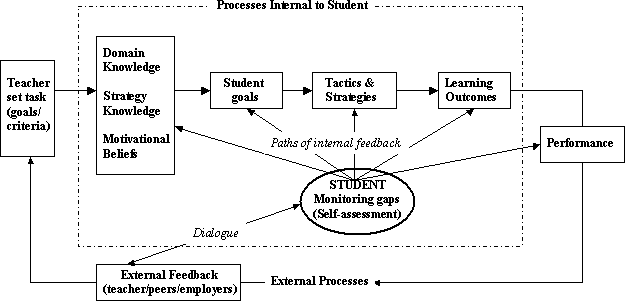 Processes Internal to Student
Teacher
set task
(goals/
criteria)
Domain
Knowledge
Strategy
Knowledge
Motivational
Beliefs
Student
goals
Tactics &
Strategies
Learning
Outcomes
Performance
Paths of internal feedback
STUDENT
Monitoring gaps
(Self-assessment)
Dialogue
External Feedback
(teacher/peers/employers)
External Processes